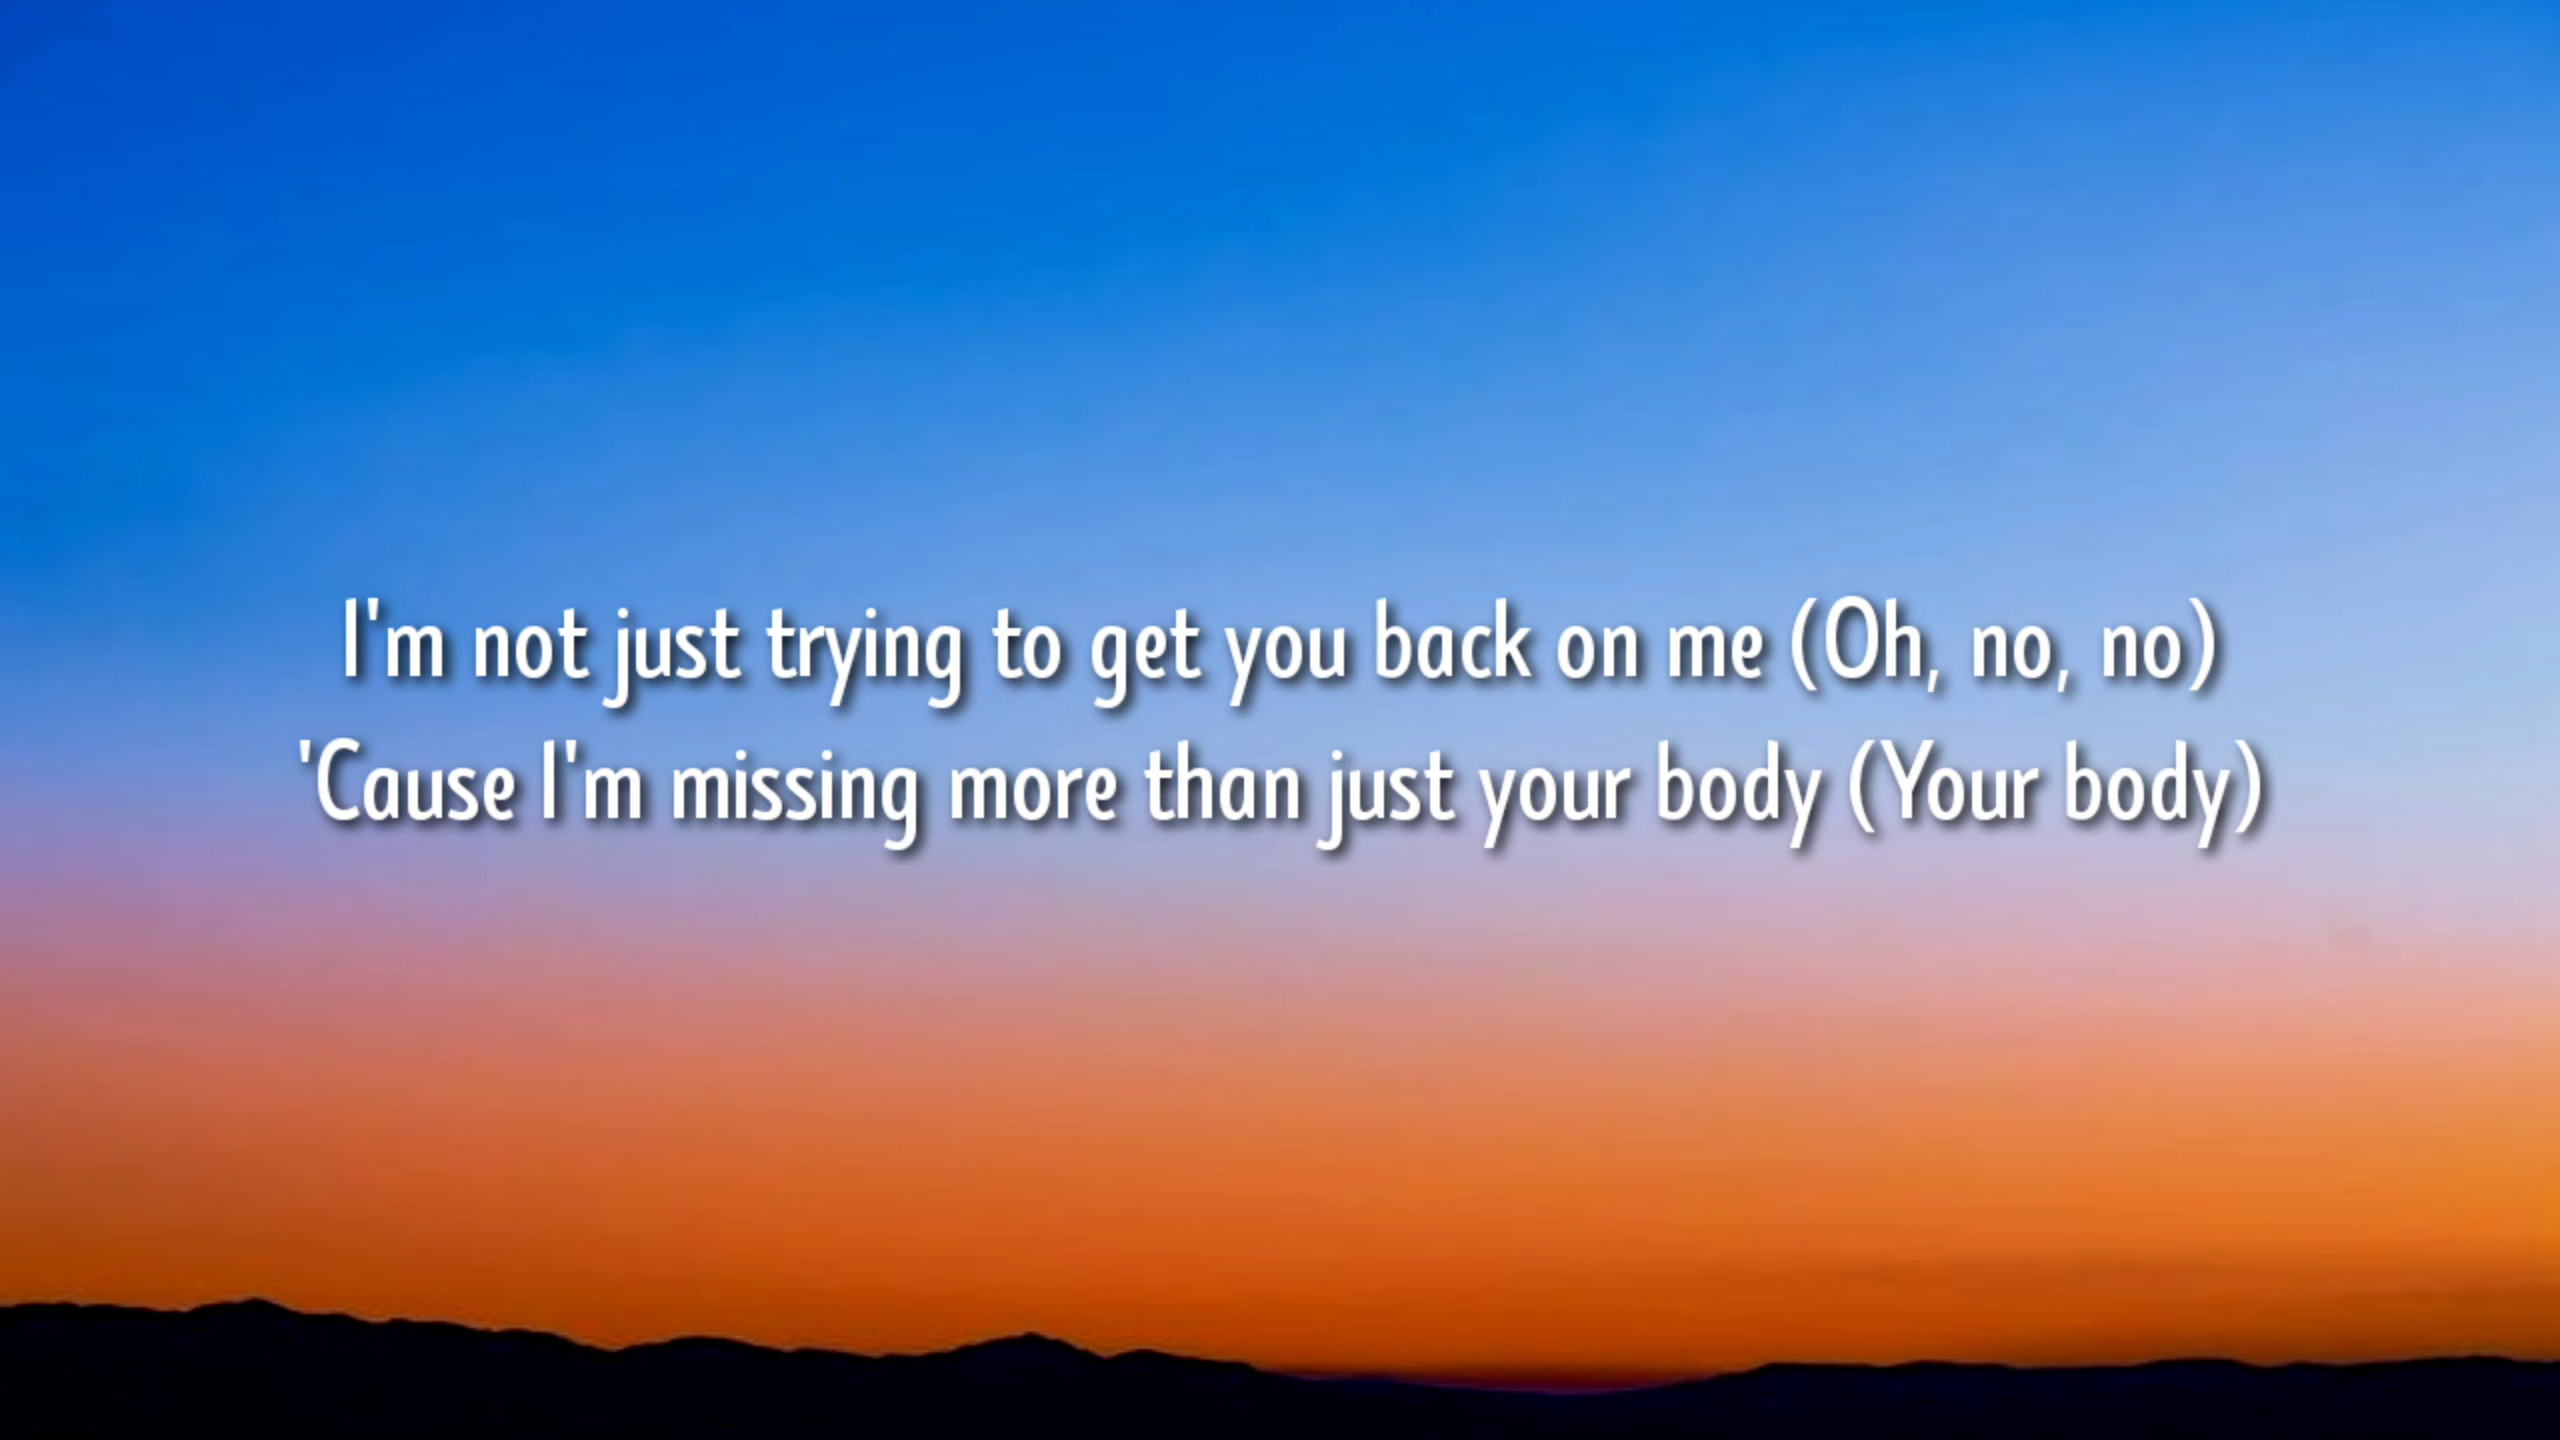 I'm not just trying to get you back on me (Oh, no, no)
'Cause I'm missing more than just your body (Your body)